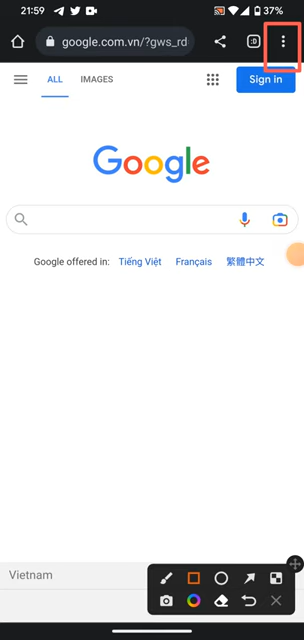 21:59
37%
google.com.vn/?gws_rd
:D
ALL
IMAGES
Sign in
Google
Google offered in: Tiếng Việt Français 繁體中文
Vietnam